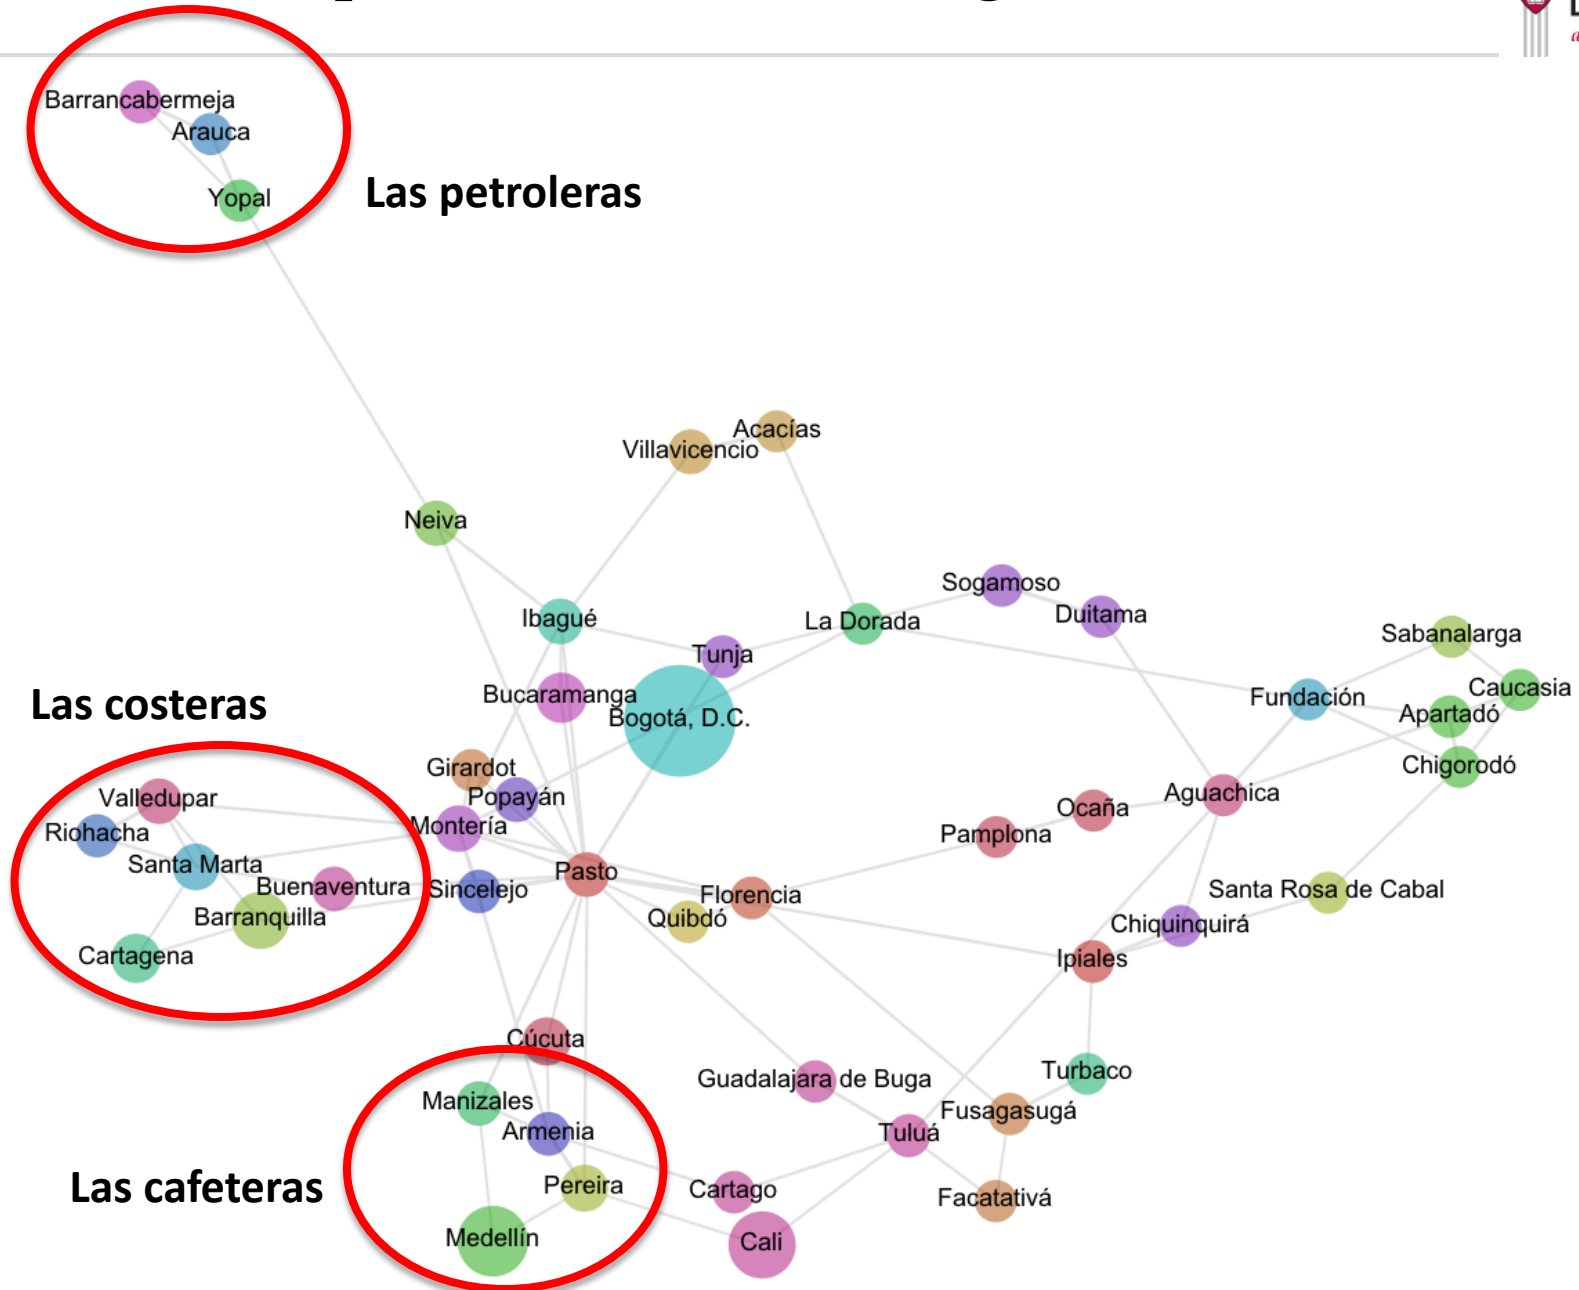 Barrancabermeja
Arauca
Yopal
Las petroleras
Acacías
Villavicencio
Neiva
Sogamoso
Ibagué
La Dorada
Duitama
Sabanalarga
Tunja
Las costeras
Bucaramanga
Bogotá, D.C.
Fundación
Caucasia
Apartadó
Girardot
Chigorodó
Valledupar
Popayán
Aguachica
Riohacha
Montería
Ocaña
Pamplona
Santa Marta
Pasto
Buenaventura
Sincelejo
Florencia
Santa Rosa de Cabal
Barranquilla
Quibdó
Chiquinquirá
Cartagena
Ipiales
Cúcuta
Turbaco
Guadalajara de Buga
Manizales
Fusagasugá
Armenia
Tuluá
Las cafeteras
Pereira
Cartago
Facatativá
Medellín
Cali